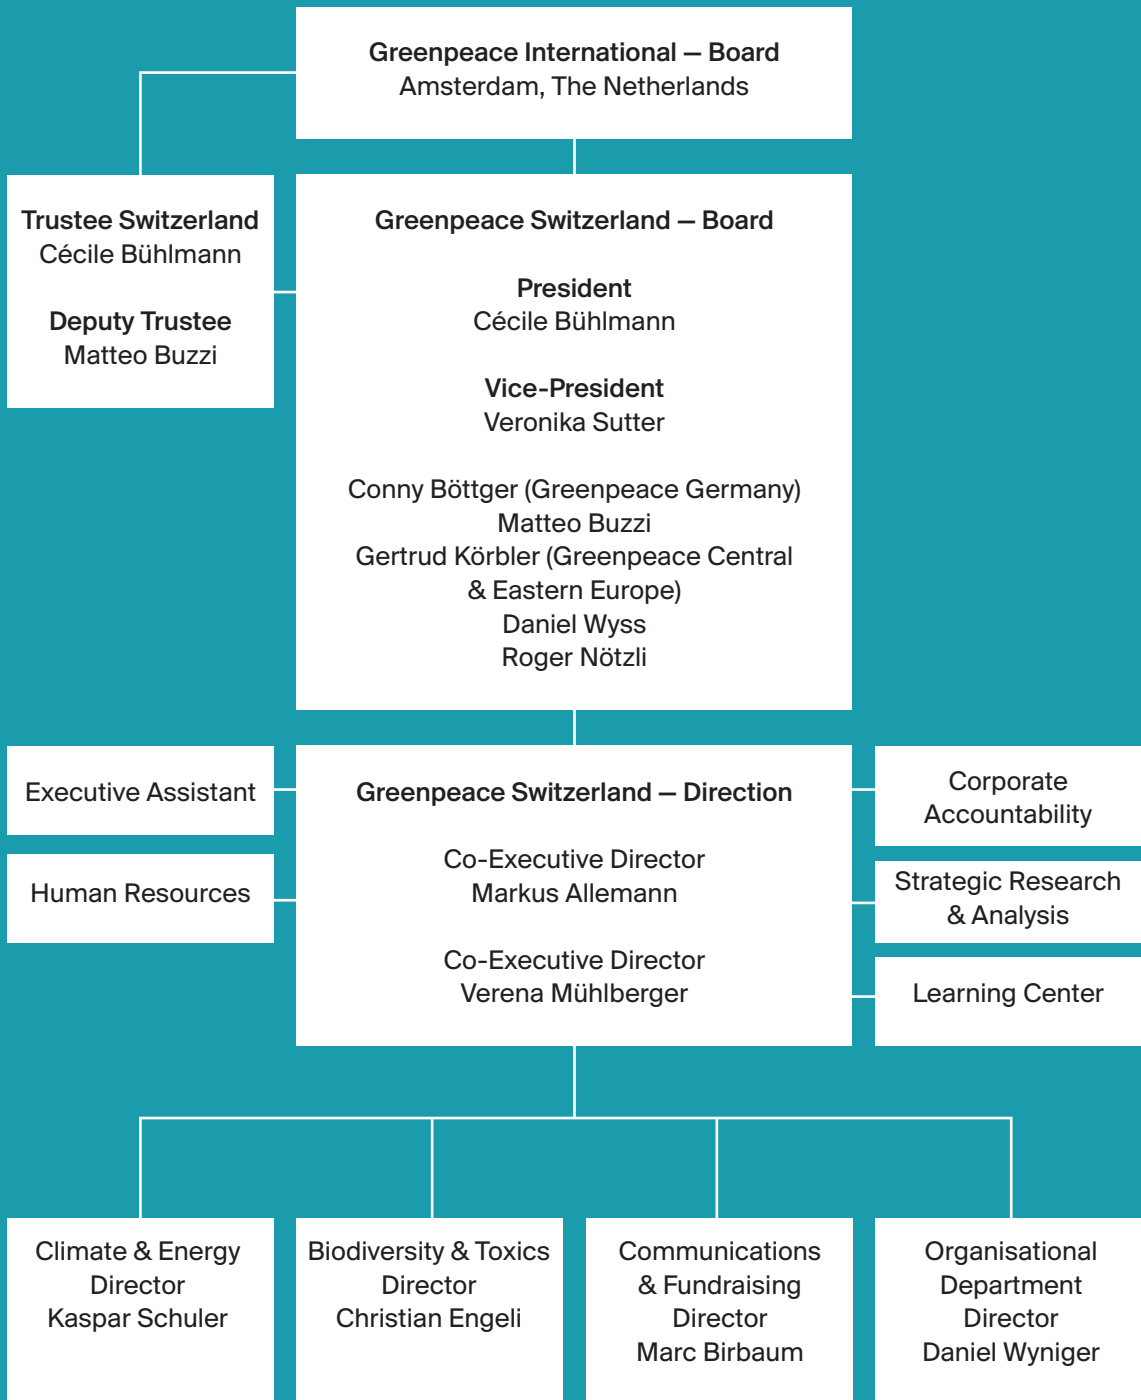 Greenpeace International – Board
Amsterdam, The Netherlands
Trustee Switzerland
Cécile Bühlmann
Deputy Trustee
Matteo Buzzi
Greenpeace Switzerland – Board
President
Cécile Bühlmann
Vice-President
Veronika Sutter
Conny Böttger (Greenpeace Germany)
Matteo Buzzi
Gertrud Körbler (Greenpeace Central
& Eastern Europe)
Daniel Wyss
Roger Nötzli
Executive Assistant
Human Resources
Greenpeace Switzerland – Direction
Co-Executive Director
Markus Allemann
Co-Executive Director
Verena Mühlberger
Corporate
Accountability
Strategic Research
& Analysis
Learning Center
Climate & Energy
Director
Kaspar Schuler
Biodiversity & Toxics
Director
Christian Engeli
Communications
& Fundraising
Director
Marc Birbaum
Organisational
Department
Director
Daniel Wyniger